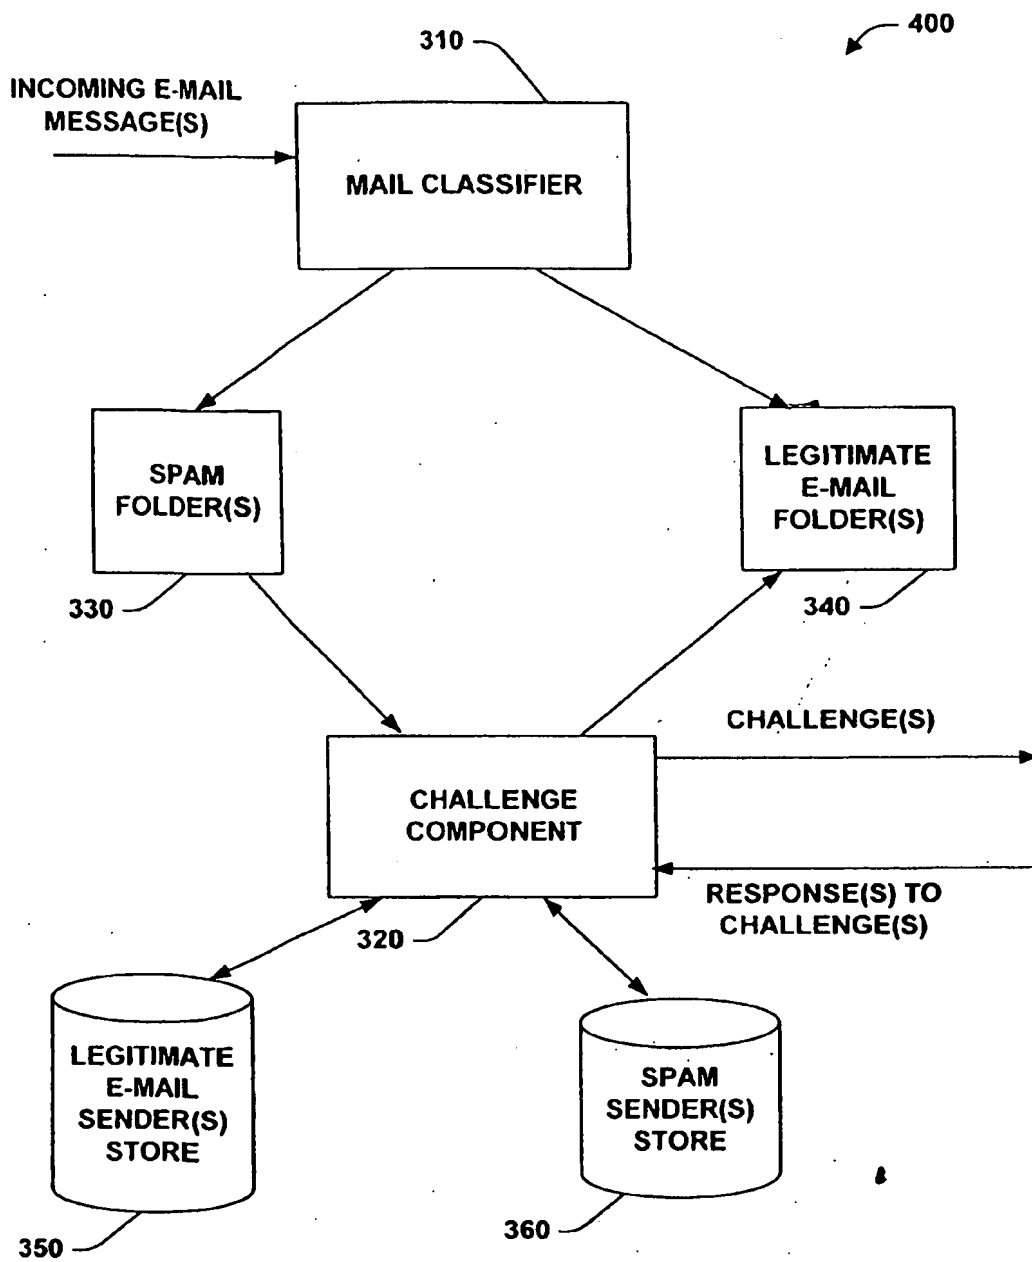 400
310
INCOMING E-MAIL
MESSAGE(S)
MAIL CLASSIFIER
SPAM
FOLDER(S)
LEGITIMATE
E-MAIL
FOLDER(S)
330
340
CHALLENGE(S)
CHALLENGE
COMPONENT
RESPONSE(S) TO
CHALLENGE(S)
320
LEGITIMATE
E-MAIL
SENDER(S)
STORE
SPAM
SENDER(S)
STORE
350
360